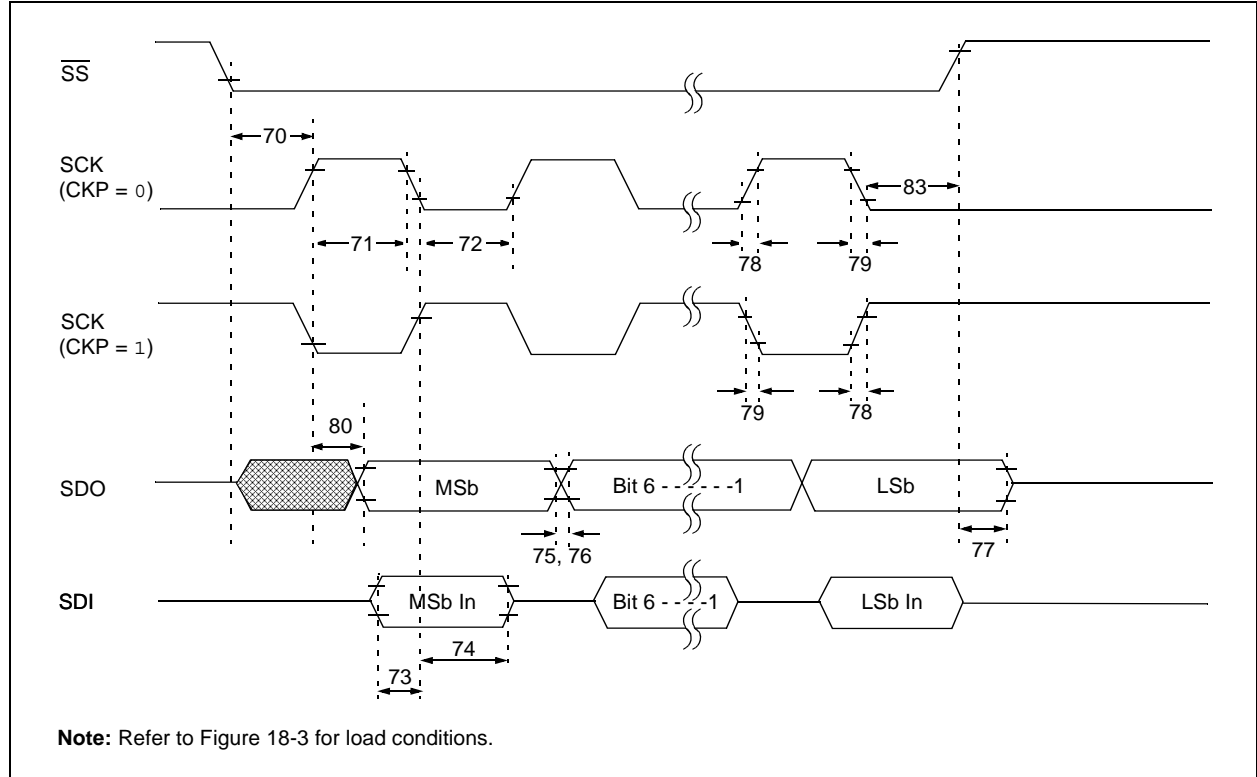 SS
70
SCK
(CKP = 0)
83
71
72
78
79
SCK
(CKP = 1)
79
78
80
SDO
MSb
Bit 6 - - - - - -1
LSb
75, 76
77
SDI
MSb In
Bit 6 - - - -1
LSb In
74
73
Note: Refer to Figure 18-3 for load conditions.